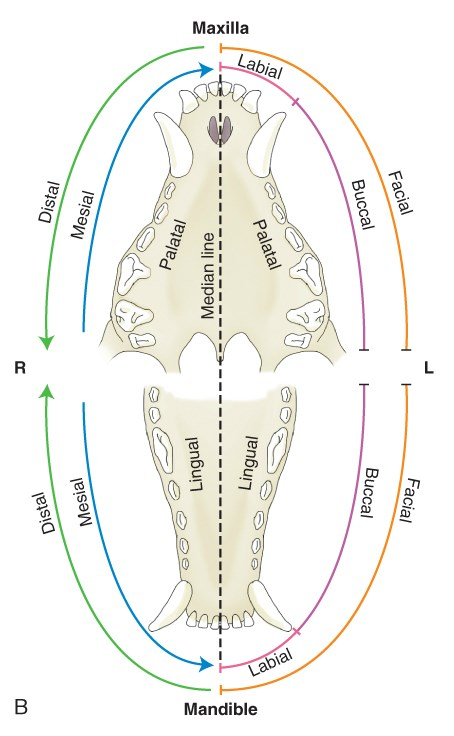 Maxilla
Labial
Distal
Mesial
Palatal
Median line
Palatal
Buccal
Facial
R
L
Distal
Mesial
Lingual
Lingual
Buccal
Facial
Labial
B
Mandible